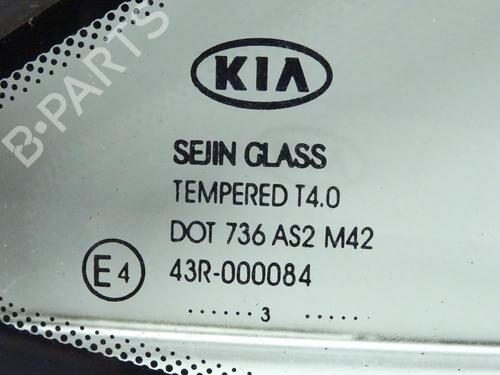 B-PARTS
KIA
SEJIN GLASS
TEMPERED T4.0
DOT 736 AS2 M42
E4 43R-000084
...... 3 .....